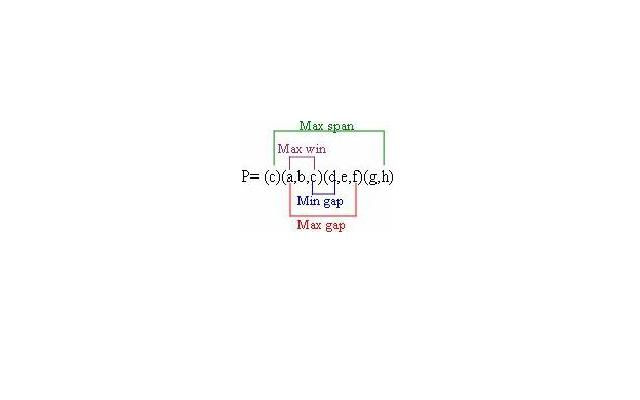 Max span
Max win
P= (c)(a,b,c)(d,e,f)(g,h)
Min gap
Max gap